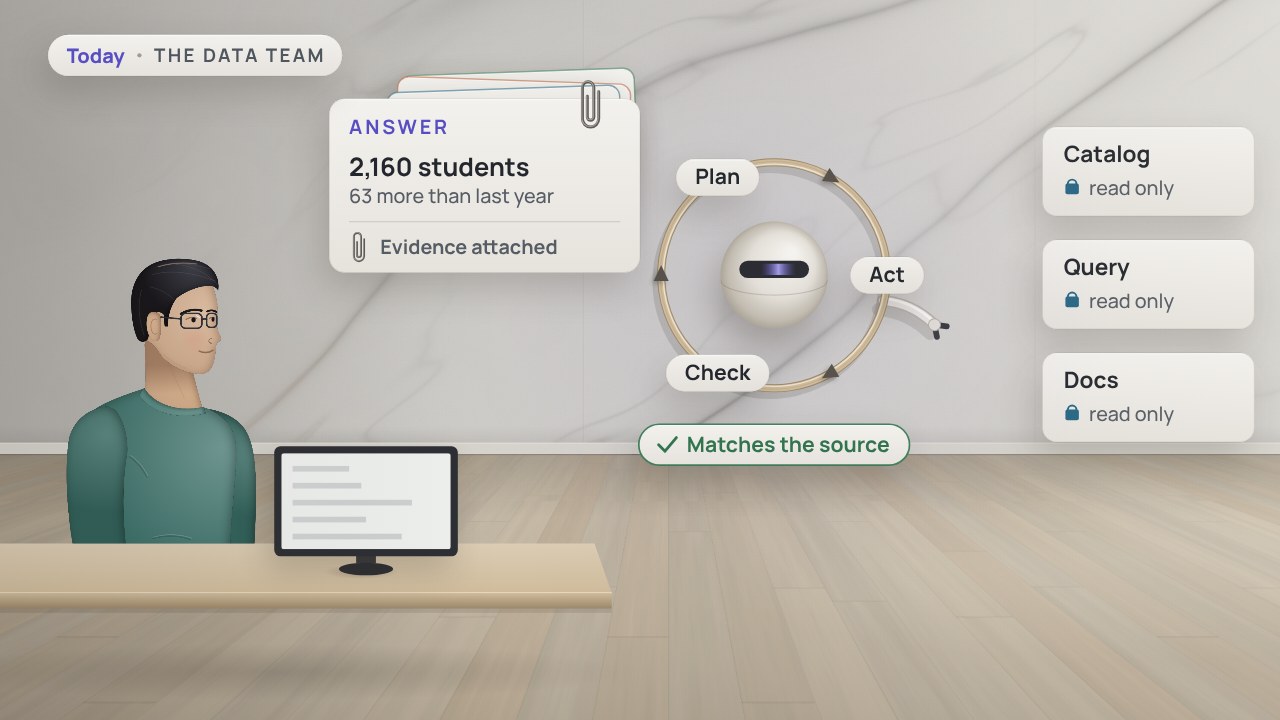 Today • THE DATA TEAM
ANSWER
2,160 students
63 more than last year
Evidence attached
Plan
Act
Check
Matches the source
Catalog
read only
Query
read only
Docs
read only